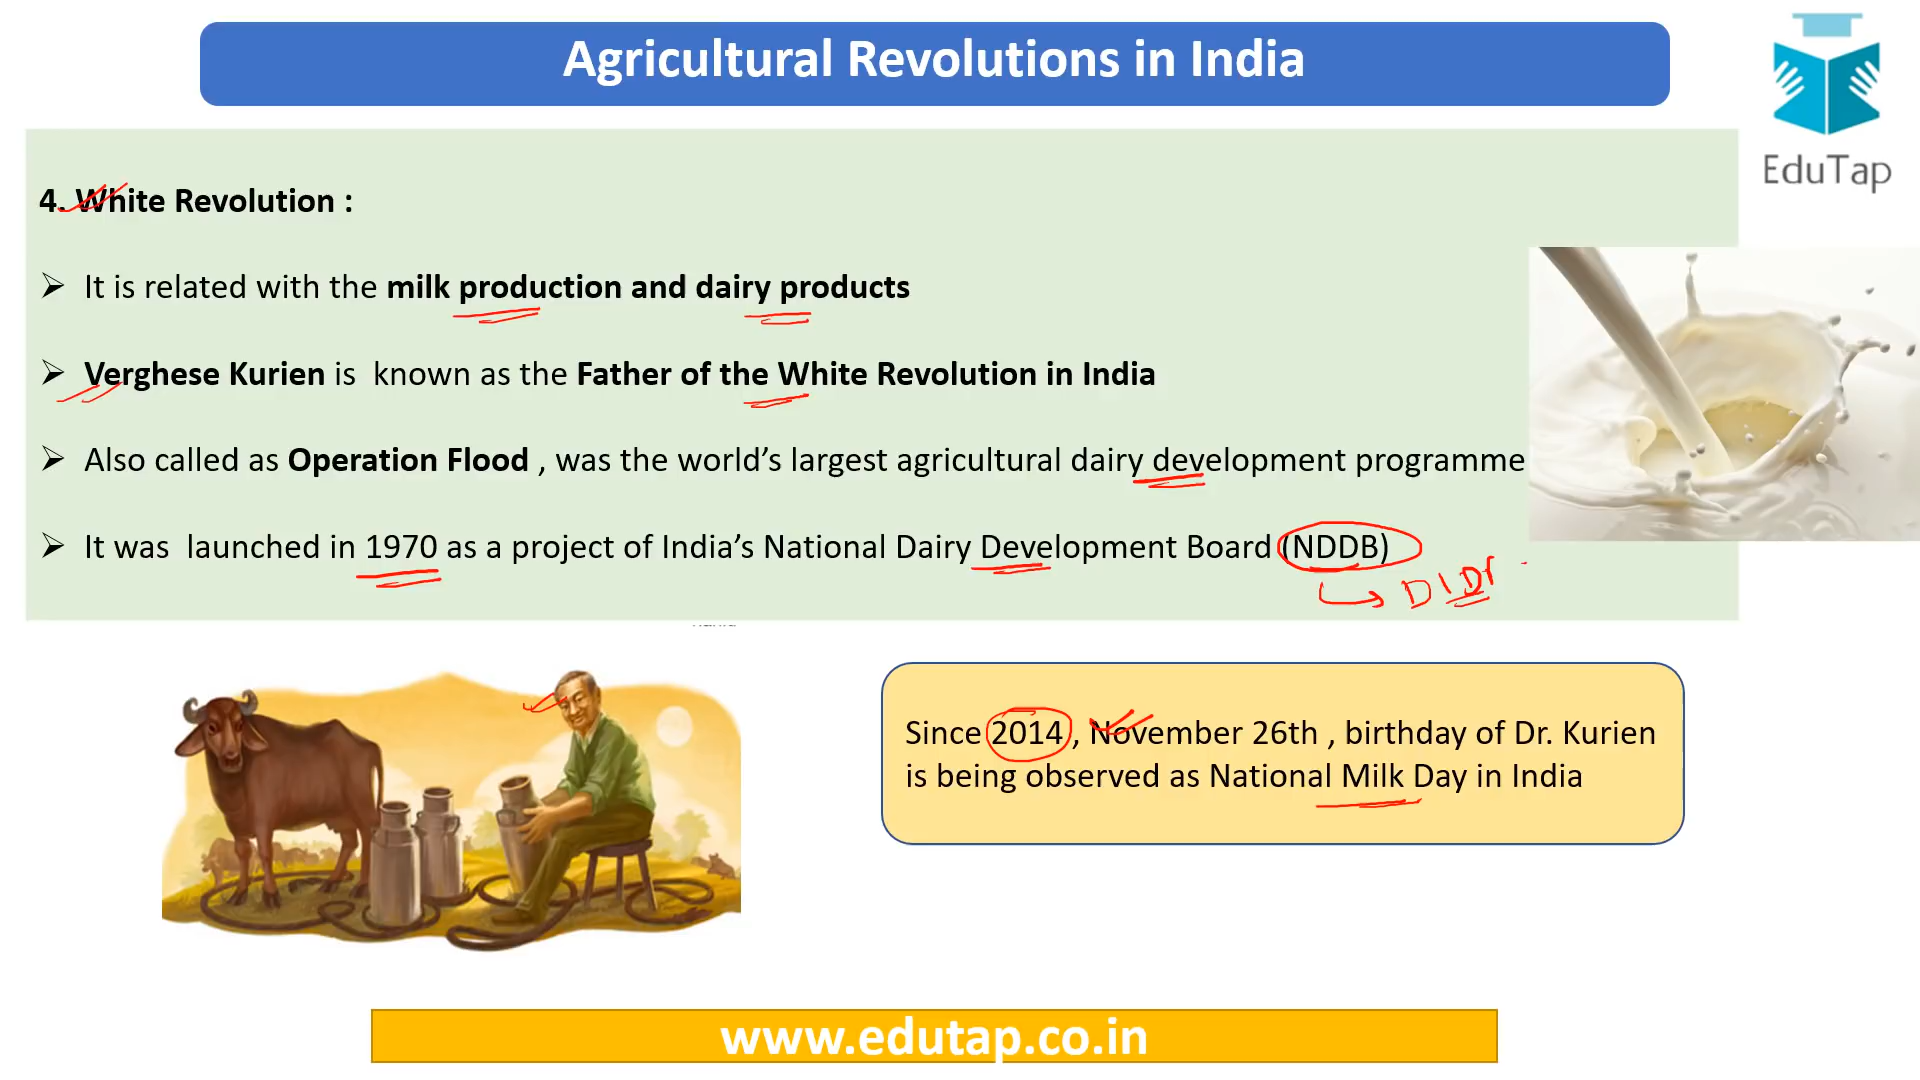 Agricultural Revolutions in India
EduTap
4. White Revolution :
➢ It is related with the milk production and dairy products
➢ Verghese Kurien is known as the Father of the White Revolution in India
➢ Also called as Operation Flood , was the world’s largest agricultural dairy development programme
➢ It was launched in 1970 as a project of India’s National Dairy Development Board (NDDB)
Since 2014 , November 26th , birthday of Dr. Kurien
is being observed as National Milk Day in India
www.edutap.co.in